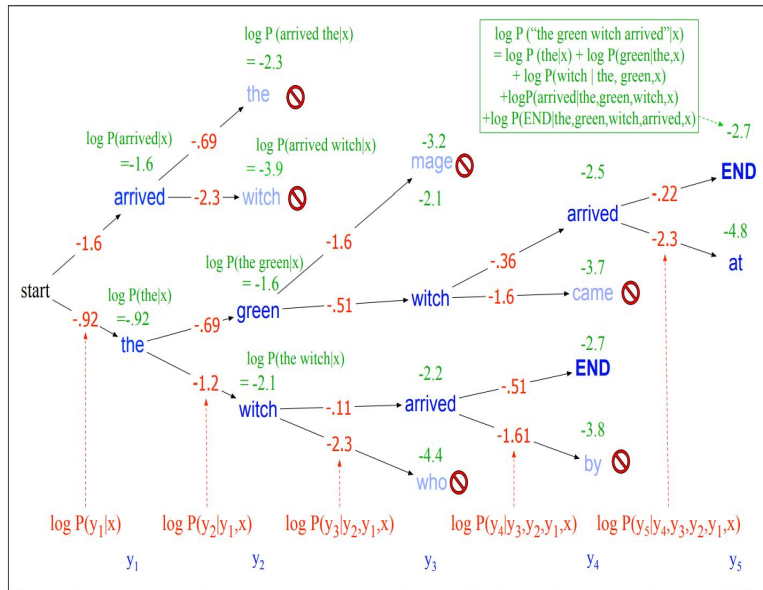 log P (arrived the|x)
= -2.3
the
-.69
log P(arrived|x)
=-1.6
arrived
-2.3
log P(arrived witch|x)
= -3.9
witch
-1.6
start
-.92
log P(the|x)
=-.92
the
-.69
log P(the green|x)
= -1.6
green
-1.6
-3.2
mage
-.51
-2.1
witch
-.36
-2.5
arrived
-1.6
-3.7
came
-.22
-2.7
END
-2.3
-4.8
at
-1.2
log P(the witch|x)
= -2.1
witch
-.11
-2.2
arrived
-2.3
-4.4
who
-.51
-2.7
END
-1.61
-3.8
by
log P (“the green witch arrived”|x)
= log P (the|x) + log P(green|the,x)
+ log P(witch | the, green,x)
+logP(arrived|the,green,witch,x)
+log P(END|the,green,witch,arrived,x)
log P(y1|x)
log P(y2|y1,x)
log P(y3|y2,y1,x)
log P(y4|y3,y2,y1,x)
log P(y5|y4,y3,y2,y1,x)
y1
y2
y3
y4
y5